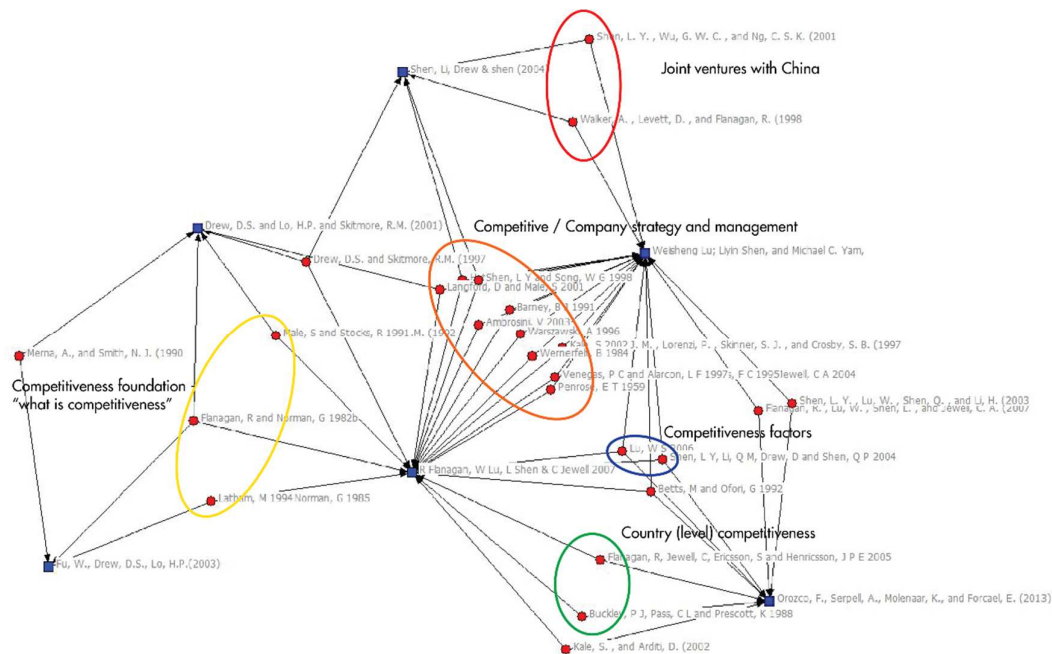 Shen, L. Y. , Wu, G. W. C. , and Ng, C. S. K. (2001
Joint ventures with China
Shen, Li, Drew & shen (2004)
Walker, A. , Levett, D. , and Flanagan, R. (1998
Competitive / Company strategy and management
Drew, D.S. and Lo, H.P. and Skitmore, R.M. (2001)
Weisheng Lu; Liyin Shen, and Michael C. Yam,
Drew, D.S. and Skitmore, R.M. (1997
Shen, L Y and Song, W G 1998
Langford, D and Male, S 2001
Barney, B J 1991
Ambrosini, V 2003
Male, S and Stocks, R 1991.M. (1992
Warszawski, A 1996
Kale, S 2002 J. M., Lorenzi, P., Skinner, S. J., and Crosby, S. B. (1997
Mema, A., and Smith, N. J. (1990
Wernerfelt, B 1984
Competitiveness foundation
"what is competitiveness"
Venegas, P C and Alarcon, L F 1997s, F C 1995Jewell, C A 2004
Penrose, E T 1959
Shen, L. Y., Lu, W., Shen, Q., and Li, H. (2003
Flanagan, R., Lu, W., Shen, L., and Jewel, C. A. (2007
Flanagan, R and Norman, G 1982b
Competitiveness factors
Lu, W S 2006
Shen, L Y, Li, Q M, Drew, D and Shen, Q P 2004
R Flanagan, W Lu, L Shen & C Jewell 2007
Betts, M and Ofori, G 1992
Latham, M 1994 Norman, G 1985
Country (level) competitiveness
Flanagan, R, Jewell, C, Ericsson, S and Henricsson, J P E 2005
Fu, W., Drew, D.S., Lo, H.P.(2003)
Orozco, F., Serpell, A., Molenaar, K., and Forcael, E. (2013)
Buckley, P J, Pass, C L and Prescott, K 1988
Kale, S. , and Arditi, D. (2002